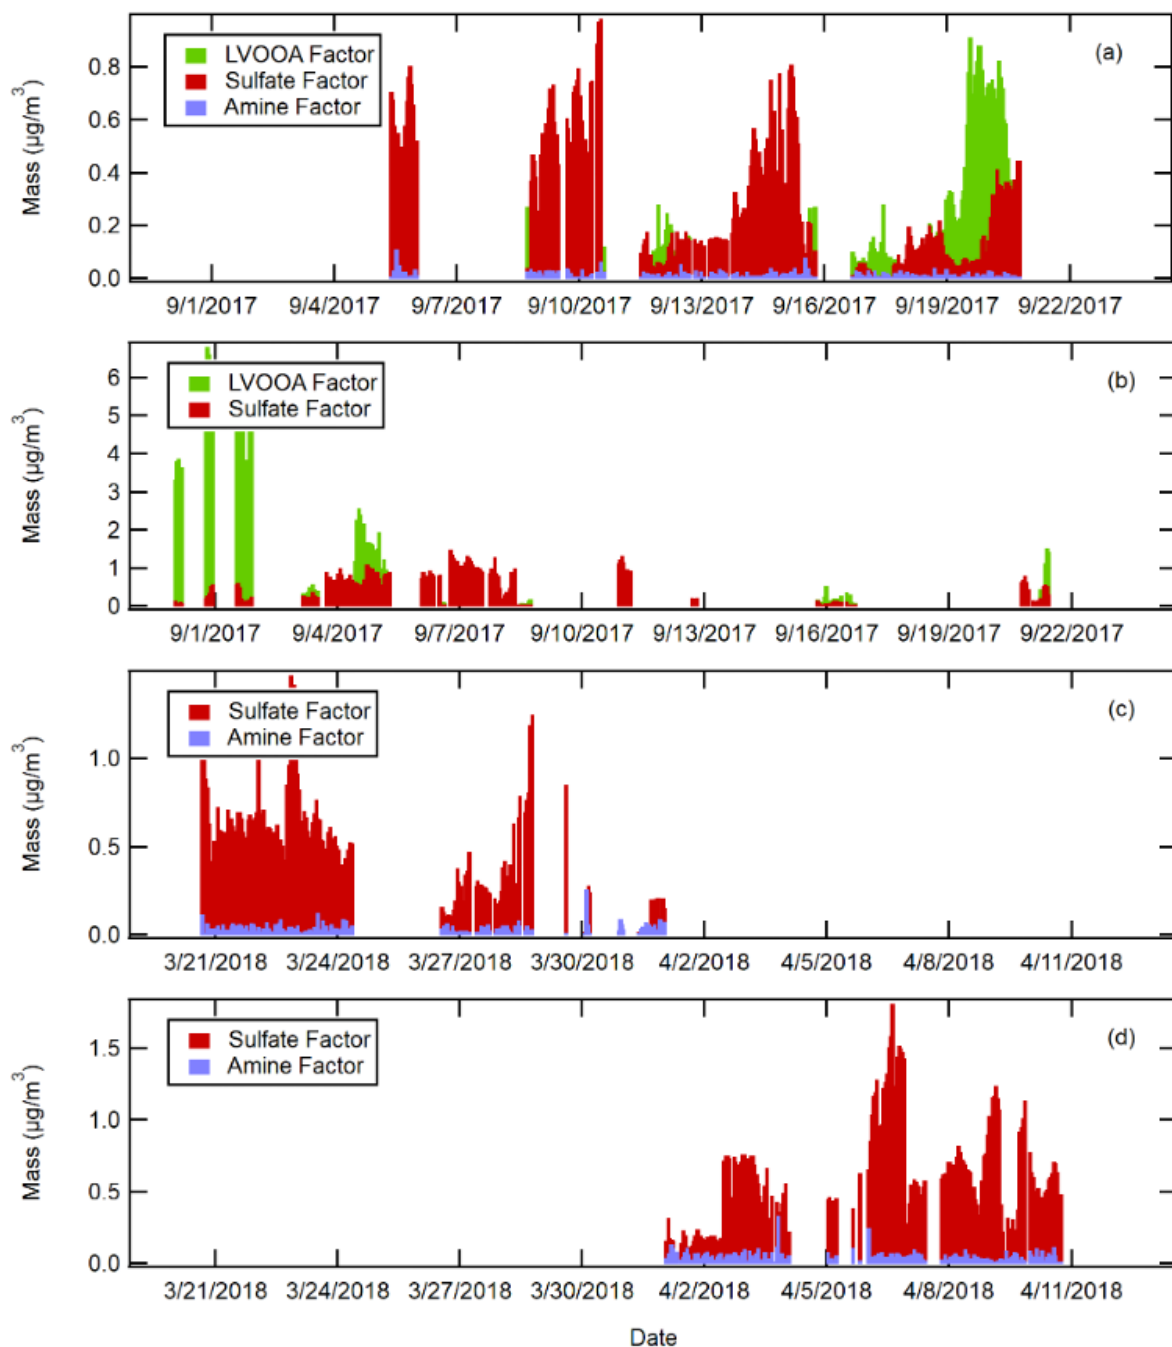 (a)
LVOOA Factor
Sulfate Factor
Amine Factor
Mass (µg/m³)
0.8
0.6
0.4
0.2
0.0
9/1/2017 9/4/2017 9/7/2017 9/10/2017 9/13/2017 9/16/2017 9/19/2017 9/22/2017
(b)
LVOOA Factor
Sulfate Factor
Mass (µg/m³)
6
5
4
3
2
1
0
9/1/2017 9/4/2017 9/7/2017 9/10/2017 9/13/2017 9/16/2017 9/19/2017 9/22/2017
(c)
Sulfate Factor
Amine Factor
Mass (µg/m³)
1.0
0.5
0.0
3/21/2018 3/24/2018 3/27/2018 3/30/2018 4/2/2018 4/5/2018 4/8/2018 4/11/2018
(d)
Sulfate Factor
Amine Factor
Mass (µg/m³)
1.5
1.0
0.5
0.0
3/21/2018 3/24/2018 3/27/2018 3/30/2018 4/2/2018 4/5/2018 4/8/2018 4/11/2018
Date